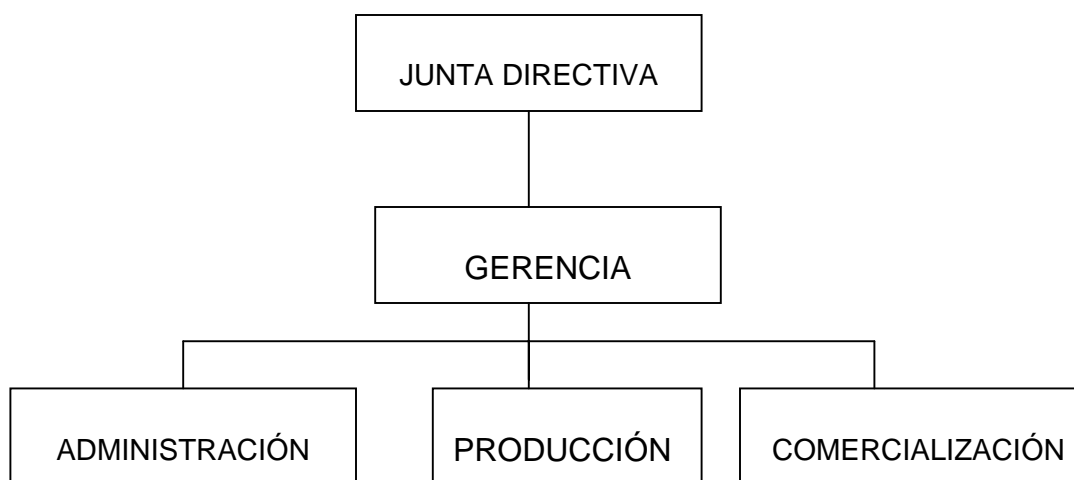 JUNTA DIRECTIVA
GERENCIA
ADMINISTRACIÓN
PRODUCCIÓN
COMERCIALIZACIÓN